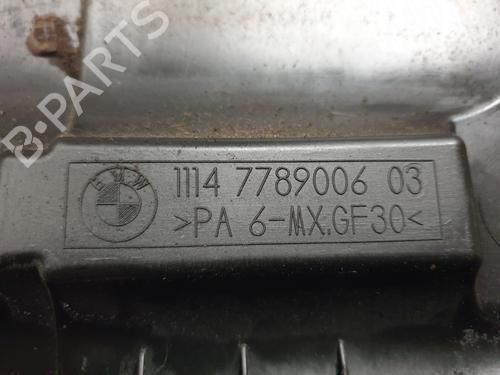 B-PARTS
BMW
1114 7789006 03
>PA 6-MX.GF30<